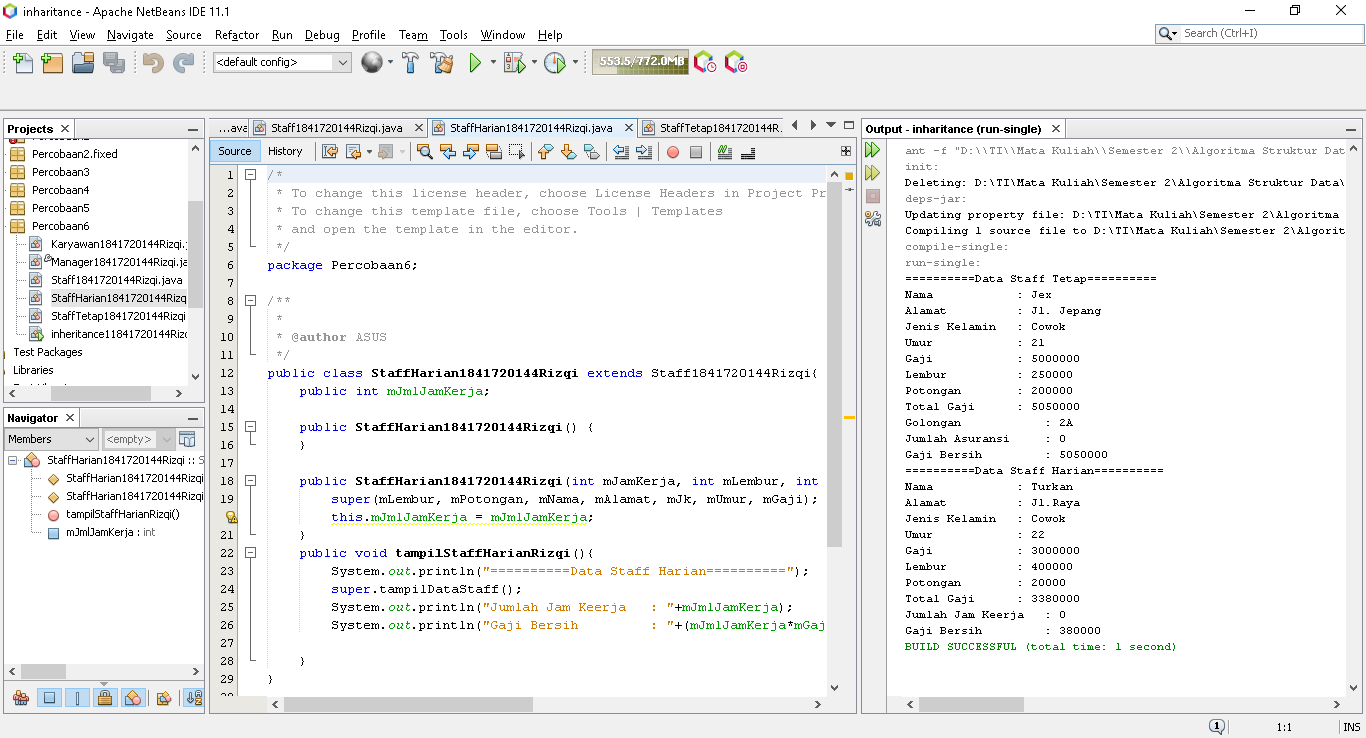 inharitance - Apache NetBeans IDE 11.1
File Edit View Navigate Source Refactor Run Debug Profile Team Tools Window Help
Search (Ctrl+I)
<default config>
553.5/772.0MB
Projects
Percobaan2.fixed
Percobaan3
Percobaan4
Percobaan5
Percobaan6
Karyawan1841720144Rizqi.
Manager1841720144Rizqi.ja
Staff1841720144Rizqi.java
StaffHarian1841720144Rizq
StaffTetap1841720144Rizqi
inheritance11841720144Rizq
Test Packages
Libraries
Navigator
Members <empty>
StaffHarian1841720144Rizqi :: S
StaffHarian1841720144Rizqi
StaffHarian1841720144Rizqi
tampilStaffHarianRizqi()
mJmlJamKerja : int
...ava Staff1841720144Rizqi.java StaffHarian1841720144Rizqi.java StaffTetap1841720144R...
Source History
1 /*
2 * To change this license header, choose License Headers in Project Pr
3 * To change this template file, choose Tools | Templates
4 * and open the template in the editor.
5 */
6 package Percobaan6;
7
8 /**
9 *
10 * @author ASUS
11 */
12 public class StaffHarian1841720144Rizqi extends Staff1841720144Rizqi{
13 public int mJmlJamKerja;
14
15 public StaffHarian1841720144Rizqi() {
16 }
17
18 public StaffHarian1841720144Rizqi(int mJamKerja, int mLembur, int
19 super(mLembur, mPotongan, mNama, mAlamat, mJk, mUmur, mGaji);
this.mJmlJamKerja = mJmlJamKerja;
21 }
22 public void tampilStaffHarianRizqi(){
23 System.out.println("==========Data Staff Harian==========");
24 super.tampilDataStaff();
25 System.out.println("Jumlah Jam Keerja : "+mJmlJamKerja);
26 System.out.println("Gaji Bersih : "+(mJmlJamKerja*mGaj
27
28 }
29 }
Output - inharitance (run-single)
ant -f "D:\\TI\\Mata Kuliah\\Semester 2\\Algoritma Struktur Dat
init:
Deleting: D:\TI\Mata Kuliah\Semester 2\Algoritma Struktur Data\
deps-jar:
Updating property file: D:\TI\Mata Kuliah\Semester 2\Algoritma
Compiling 1 source file to D:\TI\Mata Kuliah\Semester 2\Algorit
compile-single:
run-single:
==========Data Staff Tetap==========
Nama : Jex
Alamat : Jl. Jepang
Jenis Kelamin : Cowok
Umur : 21
Gaji : 5000000
Lembur : 250000
Potongan : 200000
Total Gaji : 5050000
Golongan : 2A
Jumlah Asuransi : 0
Gaji Bersih : 5050000
==========Data Staff Harian==========
Nama : Turkan
Alamat : Jl.Raya
Jenis Kelamin : Cowok
Umur : 22
Gaji : 3000000
Lembur : 400000
Potongan : 20000
Total Gaji : 3380000
Jumlah Jam Keerja : 0
Gaji Bersih : 380000
BUILD SUCCESSFUL (total time: 1 second)
1 1:1 INS